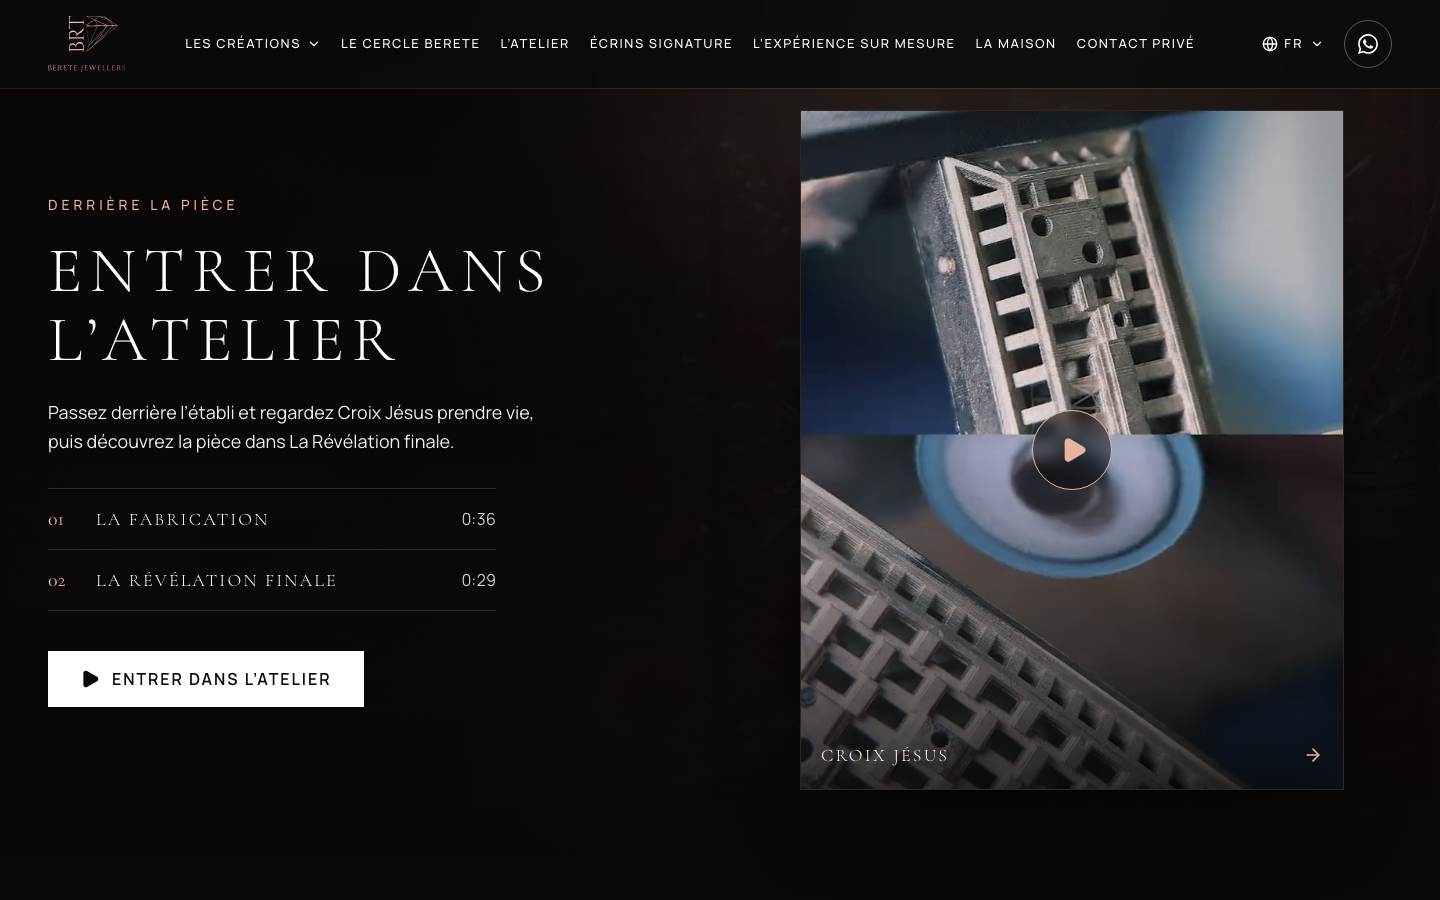 BRT
BERETE JEWELLERS
LES CRÉATIONS
LE CERCLE BERETE
L’ATELIER
ÉCRINS SIGNATURE
L’EXPÉRIENCE SUR MESURE
LA MAISON
CONTACT PRIVÉ
FR
DERRIÈRE LA PIÈCE
ENTRER DANS
L’ATELIER
Passez derrière l’établi et regardez Croix Jésus prendre vie,
puis découvrez la pièce dans La Révélation finale.
01 LA FABRICATION 0:36
02 LA RÉVÉLATION FINALE 0:29
ENTRER DANS L’ATELIER
CROIX JÉSUS